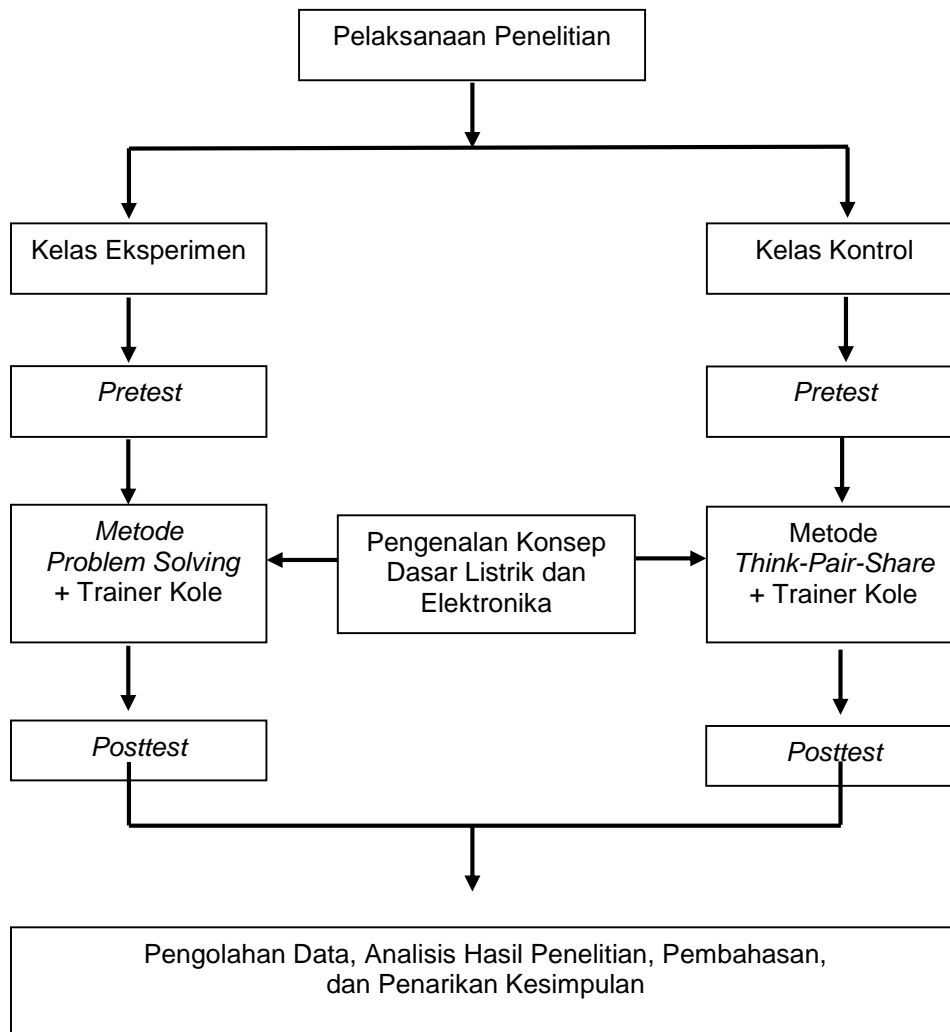 Pelaksanaan Penelitian
Kelas Eksperimen
Kelas Kontrol
Pretest
Pretest
Metode
Problem Solving
+ Trainer Kole
Pengenalan Konsep
Dasar Listrik dan
Elektronika
Metode
Think-Pair-Share
+ Trainer Kole
Posttest
Posttest
Pengolahan Data, Analisis Hasil Penelitian, Pembahasan,
dan Penarikan Kesimpulan